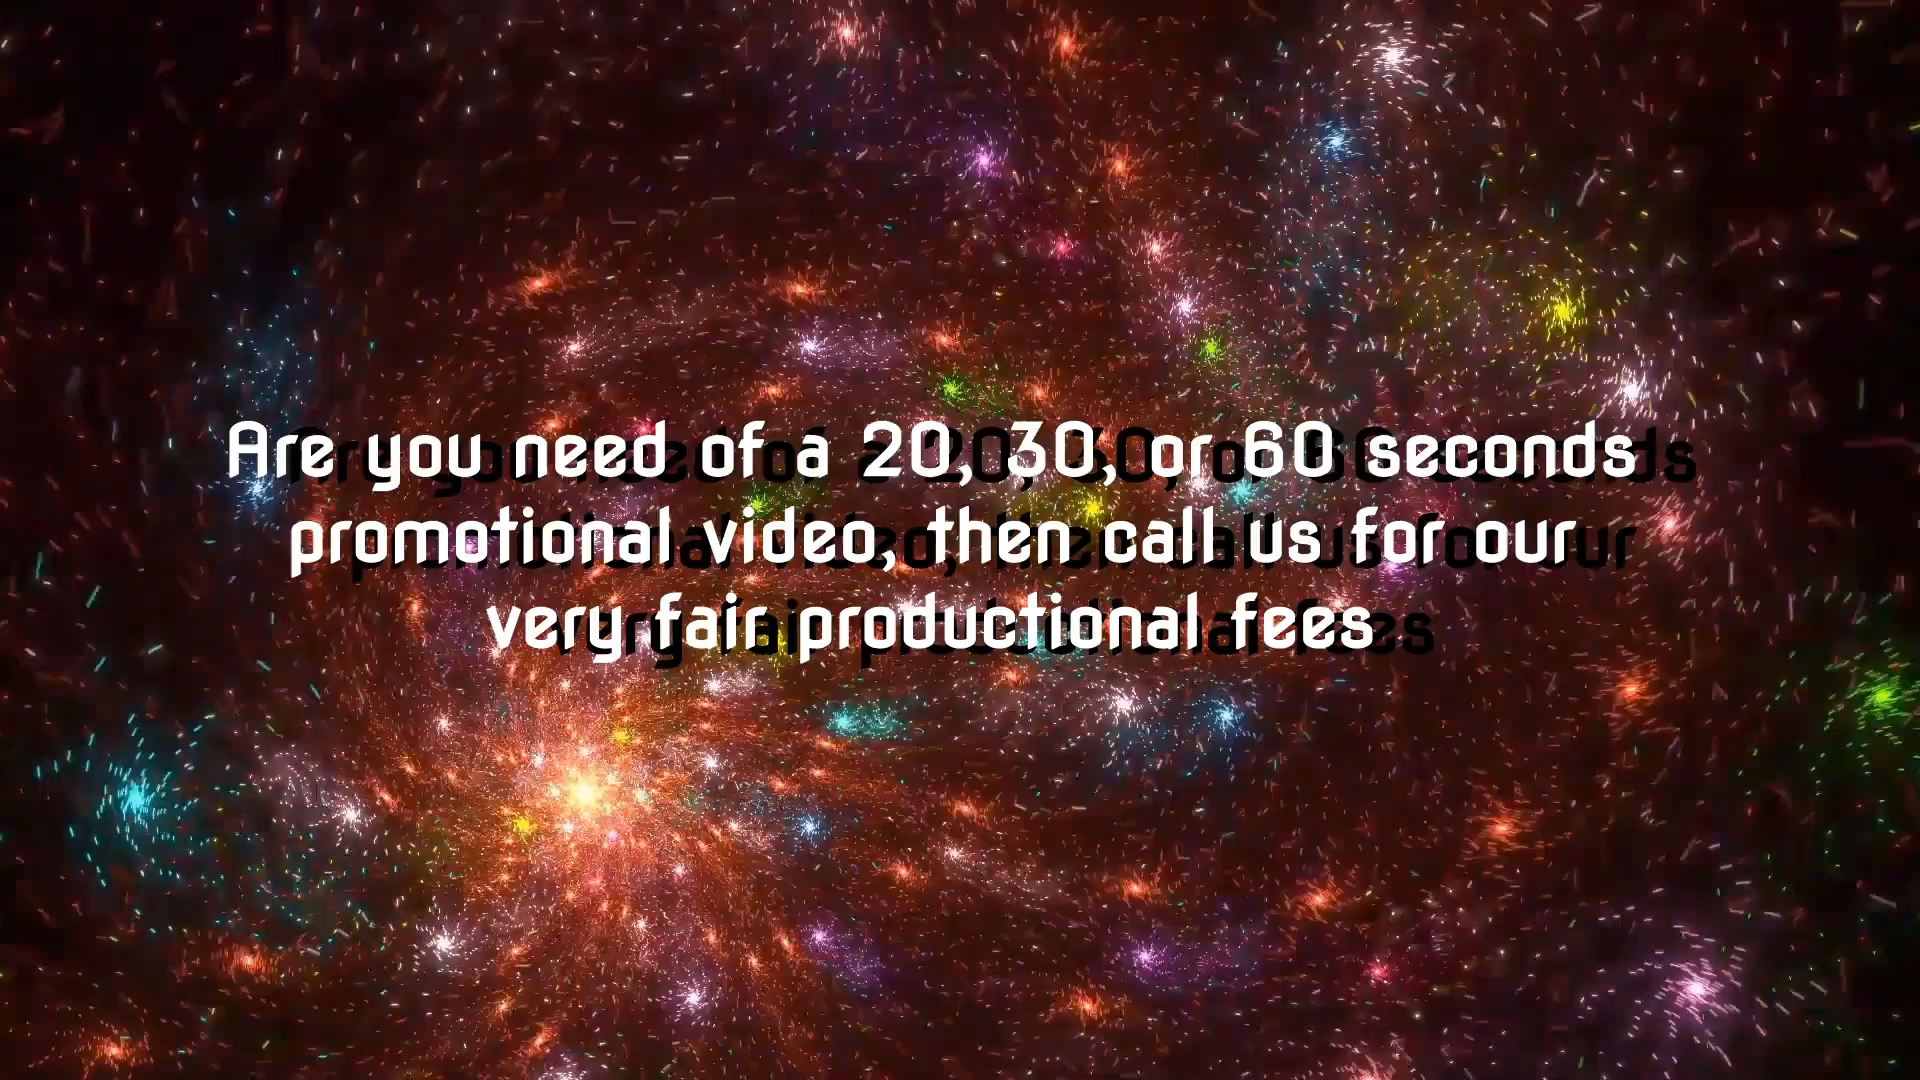 Are you need of a 20, 30, or 60 seconds
promotional video, then call us for our
very fair productional fees